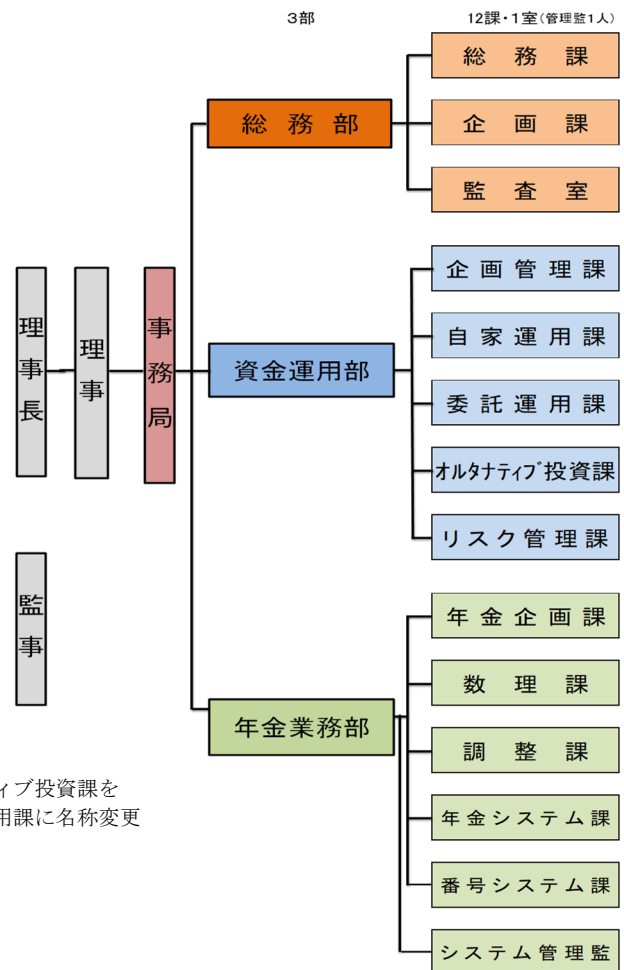 3部
12課・1室(管理監1人)
総務課
企画課
監査室
総務部
企画管理課
自家運用課
委託運用課
オルタナティブ投資課
リスク管理課
資金運用部
理事長
理事
事務局
監事
年金企画課
数理課
調整課
年金システム課
番号システム課
システム管理監
年金業務部
ィブ投資課を
用課に名称変更